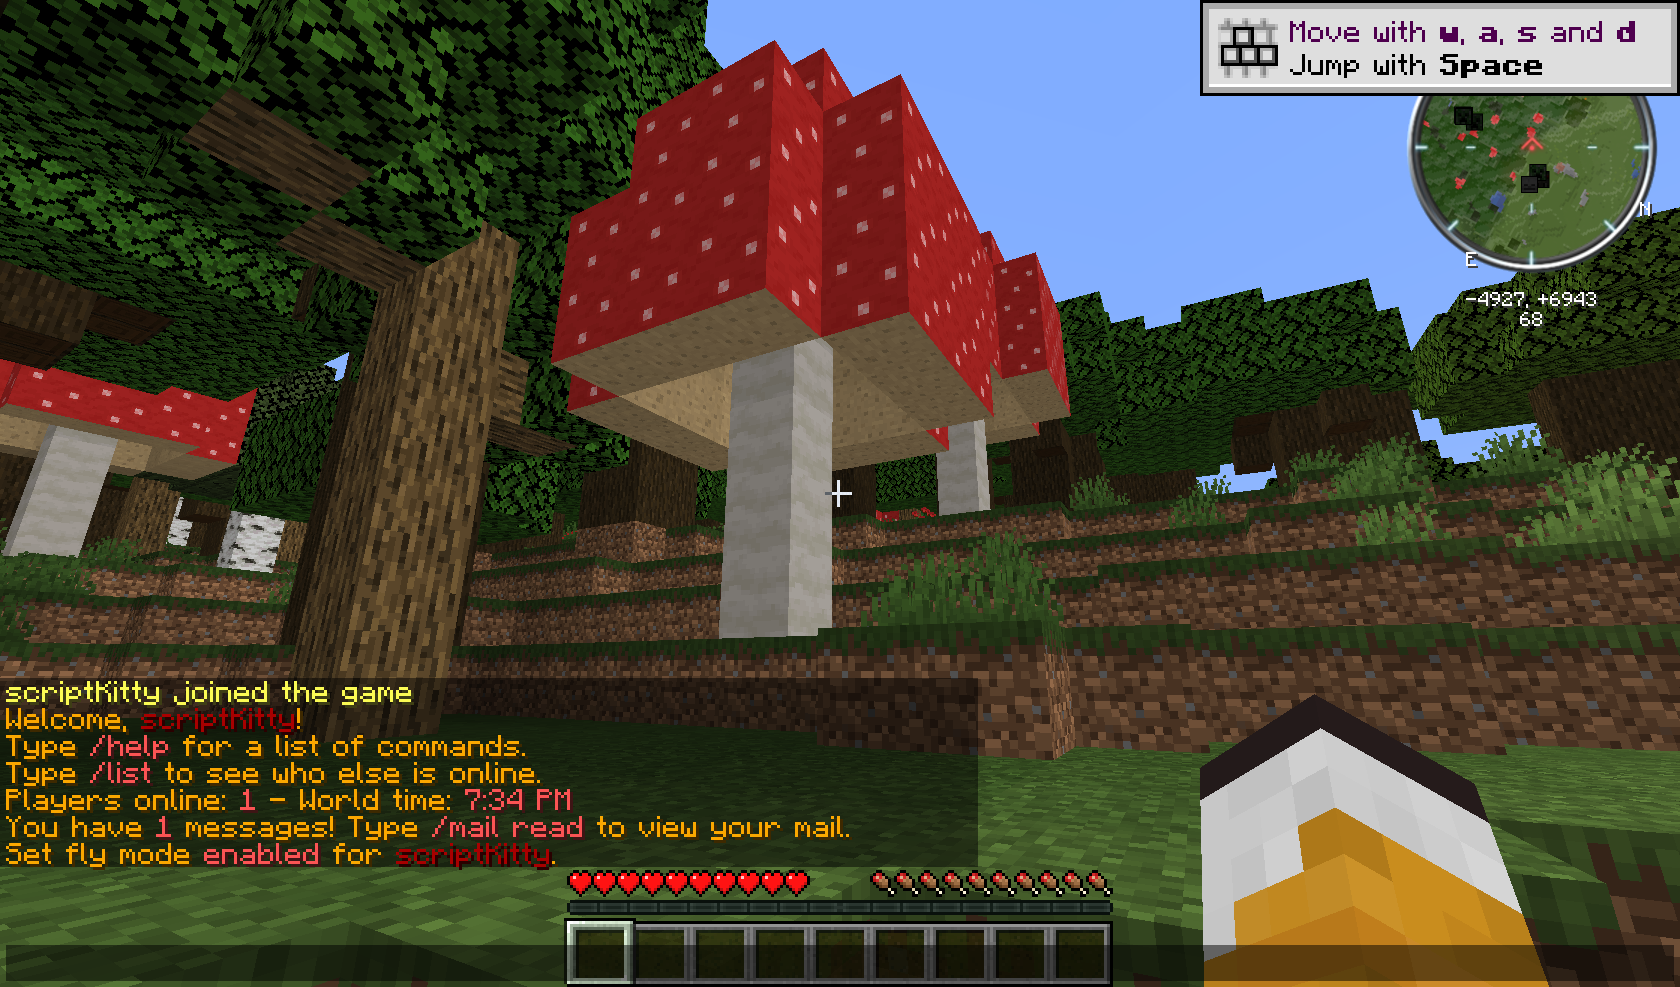 Move with w, a, s and d
Jump with Space
N
E
-4927, +6943
68
scriptKitty joined the game
Welcome, scriptKitty!
Type /help for a list of commands.
Type /list to see who else is online.
Players online: 1 - World time: 7:34 PM
You have 1 messages! Type /mail read to view your mail.
Set fly mode enabled for scriptKitty.